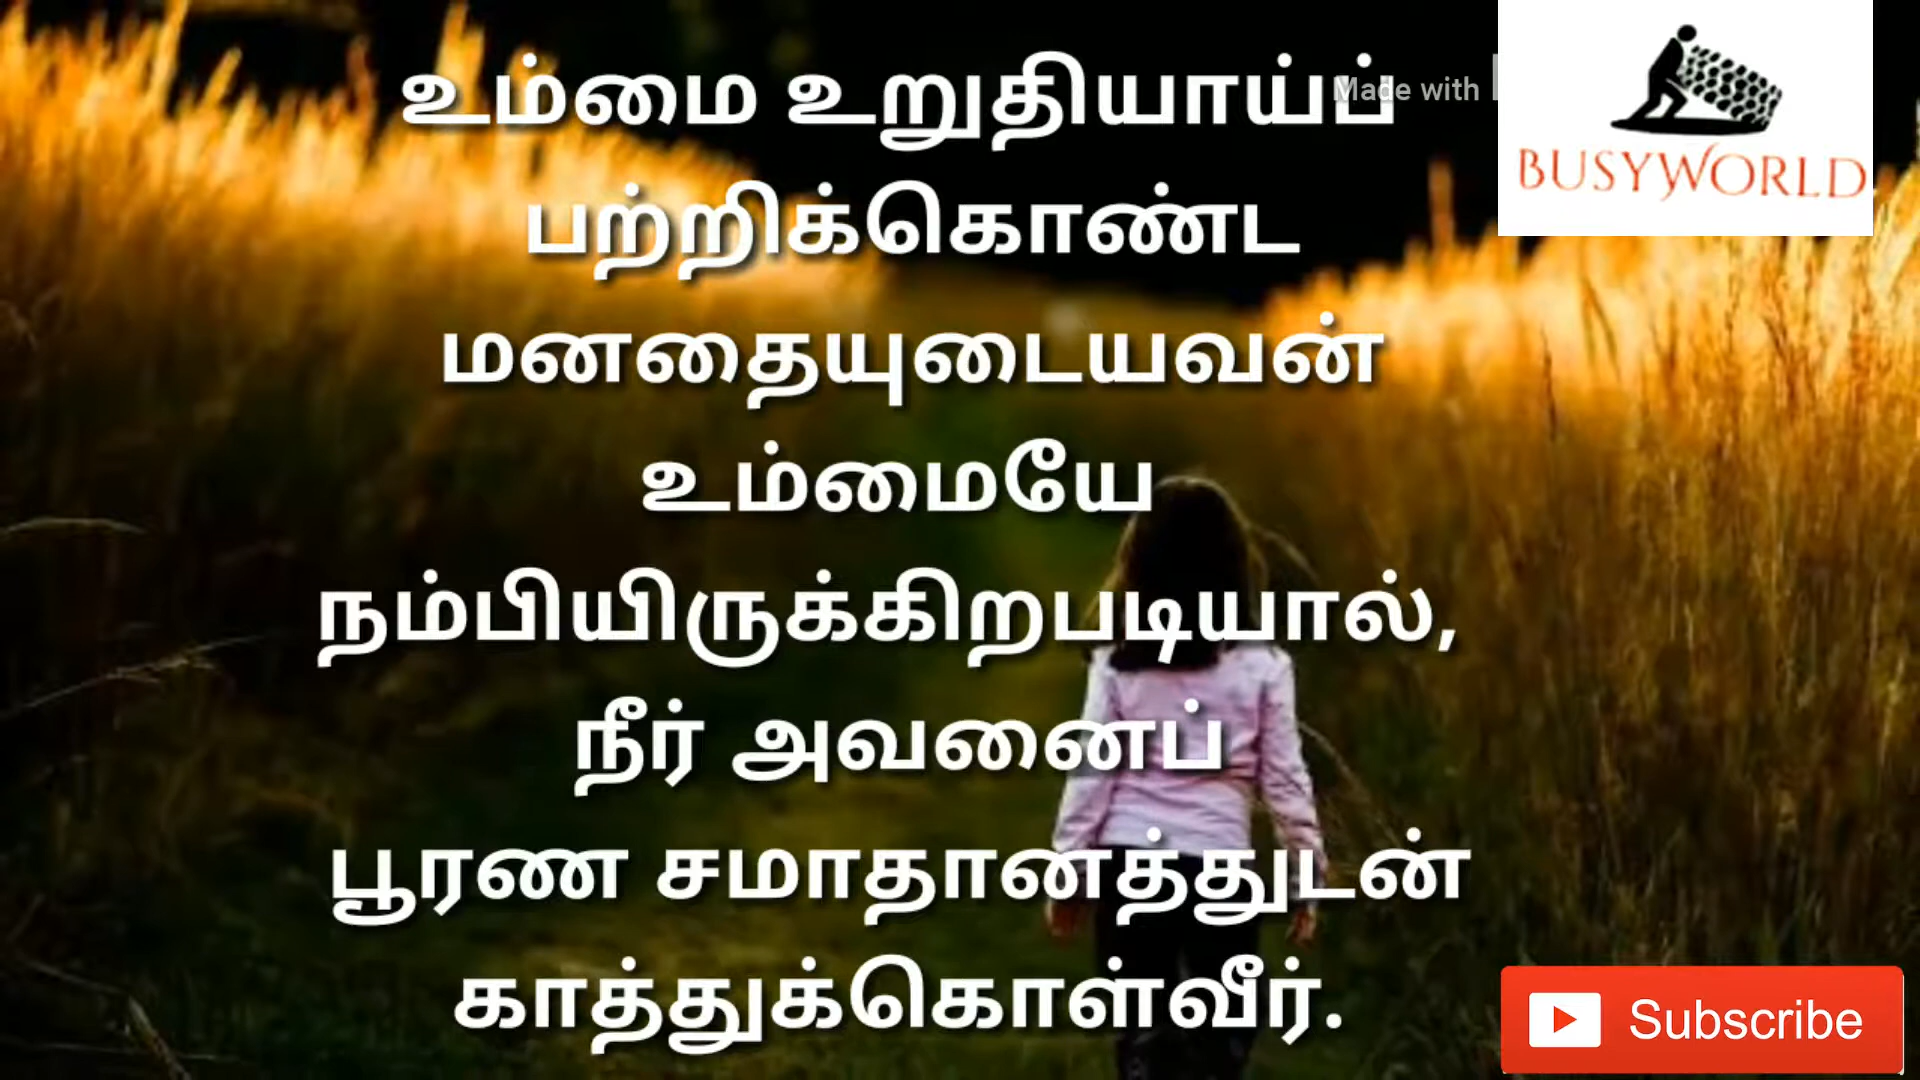 உம்மை உறுதியாய்ப்
பற்றிக்கொண்ட
மனதையுடையவன்
உம்மையே
நம்பியிருக்கிறபடியால்,
நீர் அவனைப்
பூரண சமாதானத்துடன்
காத்துக்கொள்வீர்.
Made with
BUSYWORLD
Subscribe